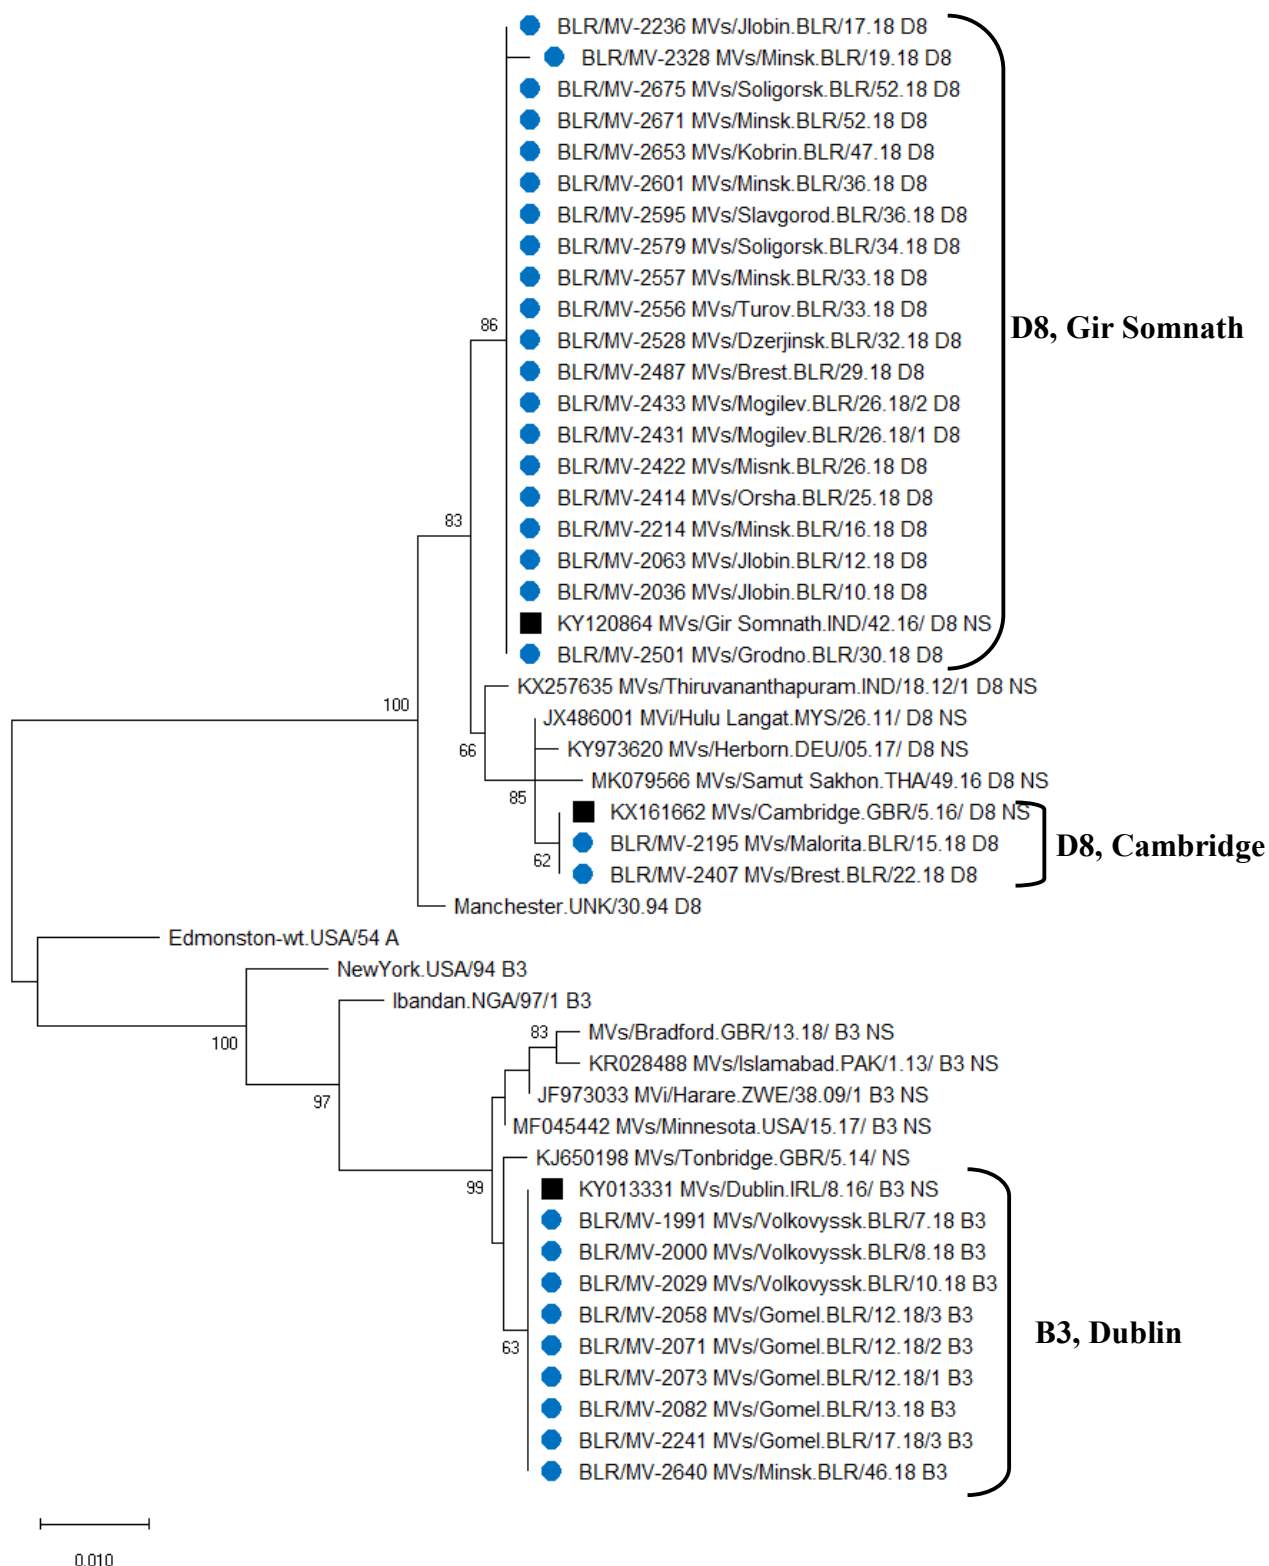 BLR/MV-2236 MVs/Jlobin.BLR/17.18 D8
BLR/MV-2328 MVs/Minsk.BLR/19.18 D8
BLR/MV-2675 MVs/Soligorsk.BLR/52.18 D8
BLR/MV-2671 MVs/Minsk.BLR/52.18 D8
BLR/MV-2653 MVs/Kobrin.BLR/47.18 D8
BLR/MV-2601 MVs/Minsk.BLR/36.18 D8
BLR/MV-2595 MVs/Slavgorod.BLR/36.18 D8
BLR/MV-2579 MVs/Soligorsk.BLR/34.18 D8
BLR/MV-2557 MVs/Minsk.BLR/33.18 D8
BLR/MV-2556 MVs/Turov.BLR/33.18 D8
86
D8, Gir Somnath
BLR/MV-2528 MVs/Dzerjinsk.BLR/32.18 D8
BLR/MV-2487 MVs/Brest.BLR/29.18 D8
BLR/MV-2433 MVs/Mogilev.BLR/26.18/2 D8
BLR/MV-2431 MVs/Mogilev.BLR/26.18/1 D8
BLR/MV-2422 MVs/Misnk.BLR/26.18 D8
BLR/MV-2414 MVs/Orsha.BLR/25.18 D8
83
BLR/MV-2214 MVs/Minsk.BLR/16.18 D8
BLR/MV-2063 MVs/Jlobin.BLR/12.18 D8
BLR/MV-2036 MVs/Jlobin.BLR/10.18 D8
KY120864 MVs/Gir Somnath.IND/42.16/ D8 NS
BLR/MV-2501 MVs/Grodno.BLR/30.18 D8
KX257635 MVs/Thiruvananthapuram.IND/18.12/1 D8 NS
100
JX486001 MVi/Hulu Langat.MYS/26.11/ D8 NS
66
KY973620 MVs/Herborn.DEU/05.17/ D8 NS
MK079566 MVs/Samut Sakhon.THA/49.16 D8 NS
85
KX161662 MVs/Cambridge.GBR/5.16/ D8 NS
BLR/MV-2195 MVs/Malorita.BLR/15.18 D8
D8, Cambridge
62
BLR/MV-2407 MVs/Brest.BLR/22.18 D8
Manchester.UNK/30.94 D8
Edmonston-wt.USA/54 A
NewYork.USA/94 B3
Ibandan.NGA/97/1 B3
83
MVs/Bradford.GBR/13.18/ B3 NS
100
KR028488 MVs/Islamabad.PAK/1.13/ B3 NS
JF973033 MVi/Harare.ZWE/38.09/1 B3 NS
97
MF045442 MVs/Minnesota.USA/15.17/ B3 NS
KJ650198 MVs/Tonbridge.GBR/5.14/ NS
99
KY013331 MVs/Dublin.IRL/8.16/ B3 NS
BLR/MV-1991 MVs/Volkovyssk.BLR/7.18 B3
BLR/MV-2000 MVs/Volkovyssk.BLR/8.18 B3
BLR/MV-2029 MVs/Volkovyssk.BLR/10.18 B3
BLR/MV-2058 MVs/Gomel.BLR/12.18/3 B3
B3, Dublin
BLR/MV-2071 MVs/Gomel.BLR/12.18/2 B3
63
BLR/MV-2073 MVs/Gomel.BLR/12.18/1 B3
BLR/MV-2082 MVs/Gomel.BLR/13.18 B3
BLR/MV-2241 MVs/Gomel.BLR/17.18/3 B3
BLR/MV-2640 MVs/Minsk.BLR/46.18 B3
0.010